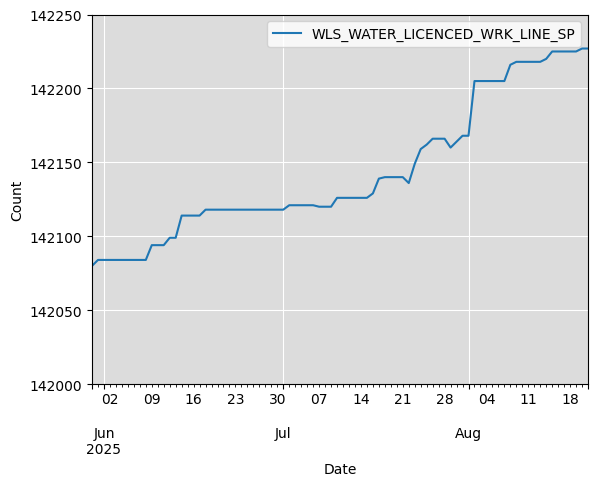 WLS_WATER_LICENCED_WRK_LINE_SP
142250
142200
142150
142100
142050
142000
Count
02 09 16 23 30 07 14 21 28 04 11 18
Jun Jul Aug
2025
Date